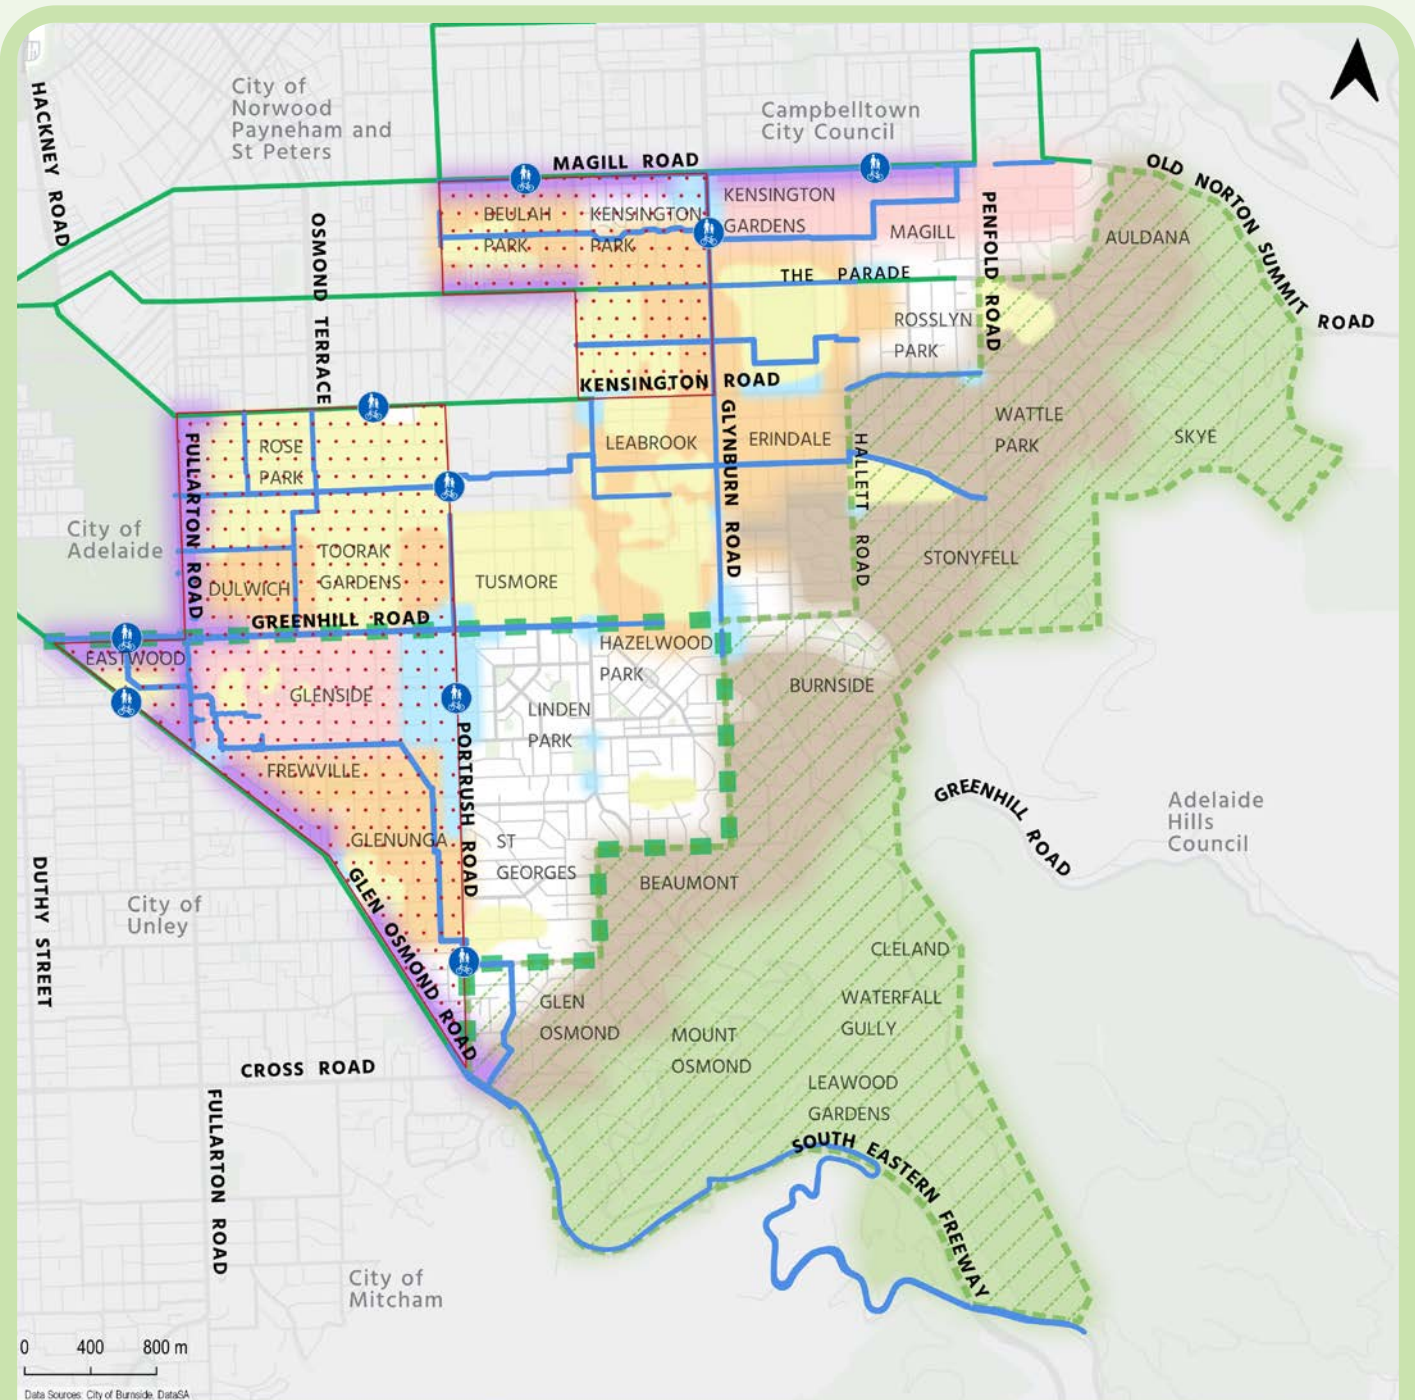 HACKNEY ROAD
City of
Norwood
Payneham and
St Peters
Campbelltown
City Council
MAGILL ROAD
OLD NORTON SUMMIT ROAD
OSMOND TERRACE
BEULAH
PARK
KENSINGTON
PARK
KENSINGTON
GARDENS
MAGILL
PENFOLD ROAD
AULDANA
THE PARADE
ROSSLYN
PARK
KENSINGTON ROAD
FULLARTON ROAD
ROSE
PARK
LEABROOK
GLYNBURN ROAD
ERINDALE
HALLETT ROAD
WATTLE
PARK
SKYE
City of
Adelaide
TOORAK
GARDENS
DULWICH
TUSMORE
STONYFELL
GREENHILL ROAD
EASTWOOD
GLENSIDE
HAZELWOOD
PARK
LINDEN
PARK
BURNSIDE
PORTRUSH ROAD
FREWVILLE
GLENUNGA
ST
GEORGES
BEAUMONT
GREENHILL ROAD
Adelaide
Hills
Council
DUTHY STREET
City of
Unley
GLEN OSMOND ROAD
CLELAND
WATERFALL
GULLY
GLEN
OSMOND
MOUNT
OSMOND
CROSS ROAD
LEAWOOD
GARDENS
SOUTH EASTERN FREEWAY
FULLARTON ROAD
City of
Mitcham
0 400 800 m
Data Sources: City of Burnside, DataSA